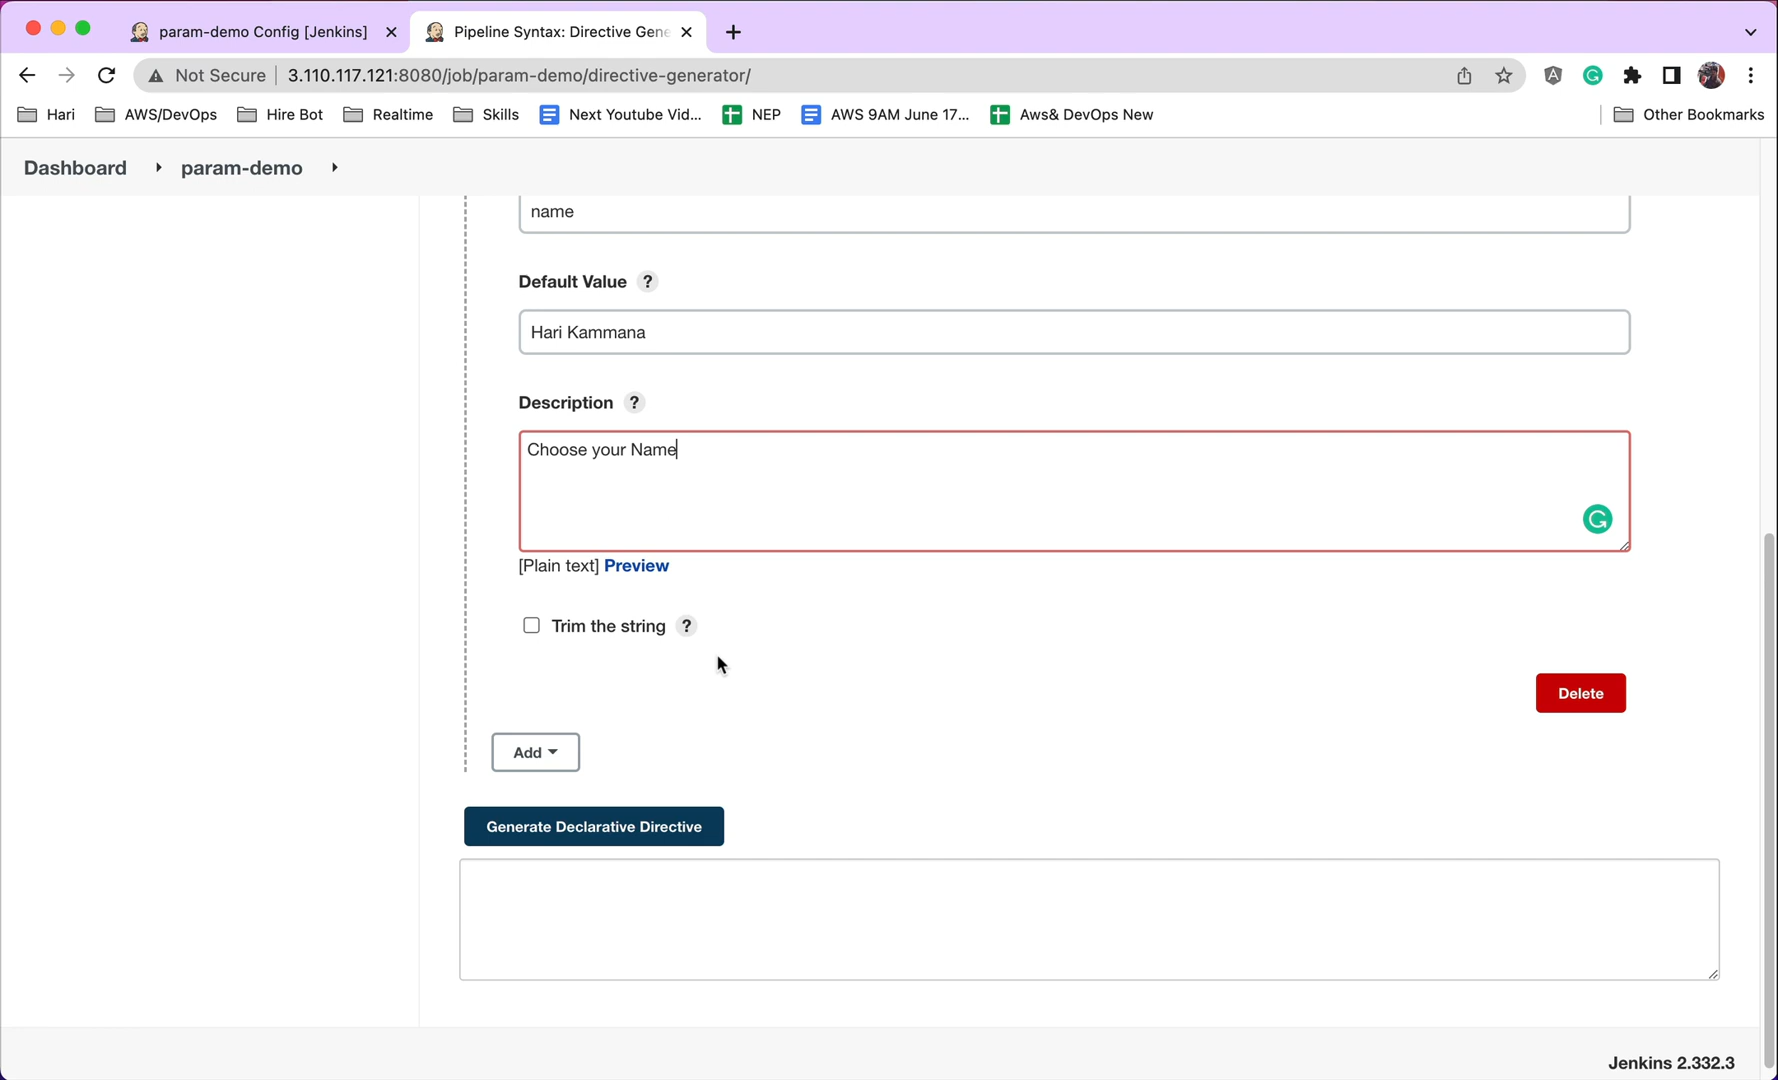 param-demo Config [Jenkins]
Pipeline Syntax: Directive Gene
Not Secure
3.110.117.121:8080/job/param-demo/directive-generator/
Hari
AWS/DevOps
Hire Bot
Realtime
Skills
Next Youtube Vid...
NEP
AWS 9AM June 17...
Aws& DevOps New
Other Bookmarks
Dashboard
param-demo
name
Default Value ?
Hari Kammana
Description ?
Choose your Name
[Plain text] Preview
Trim the string ?
Delete
Add
Generate Declarative Directive
Jenkins 2.332.3